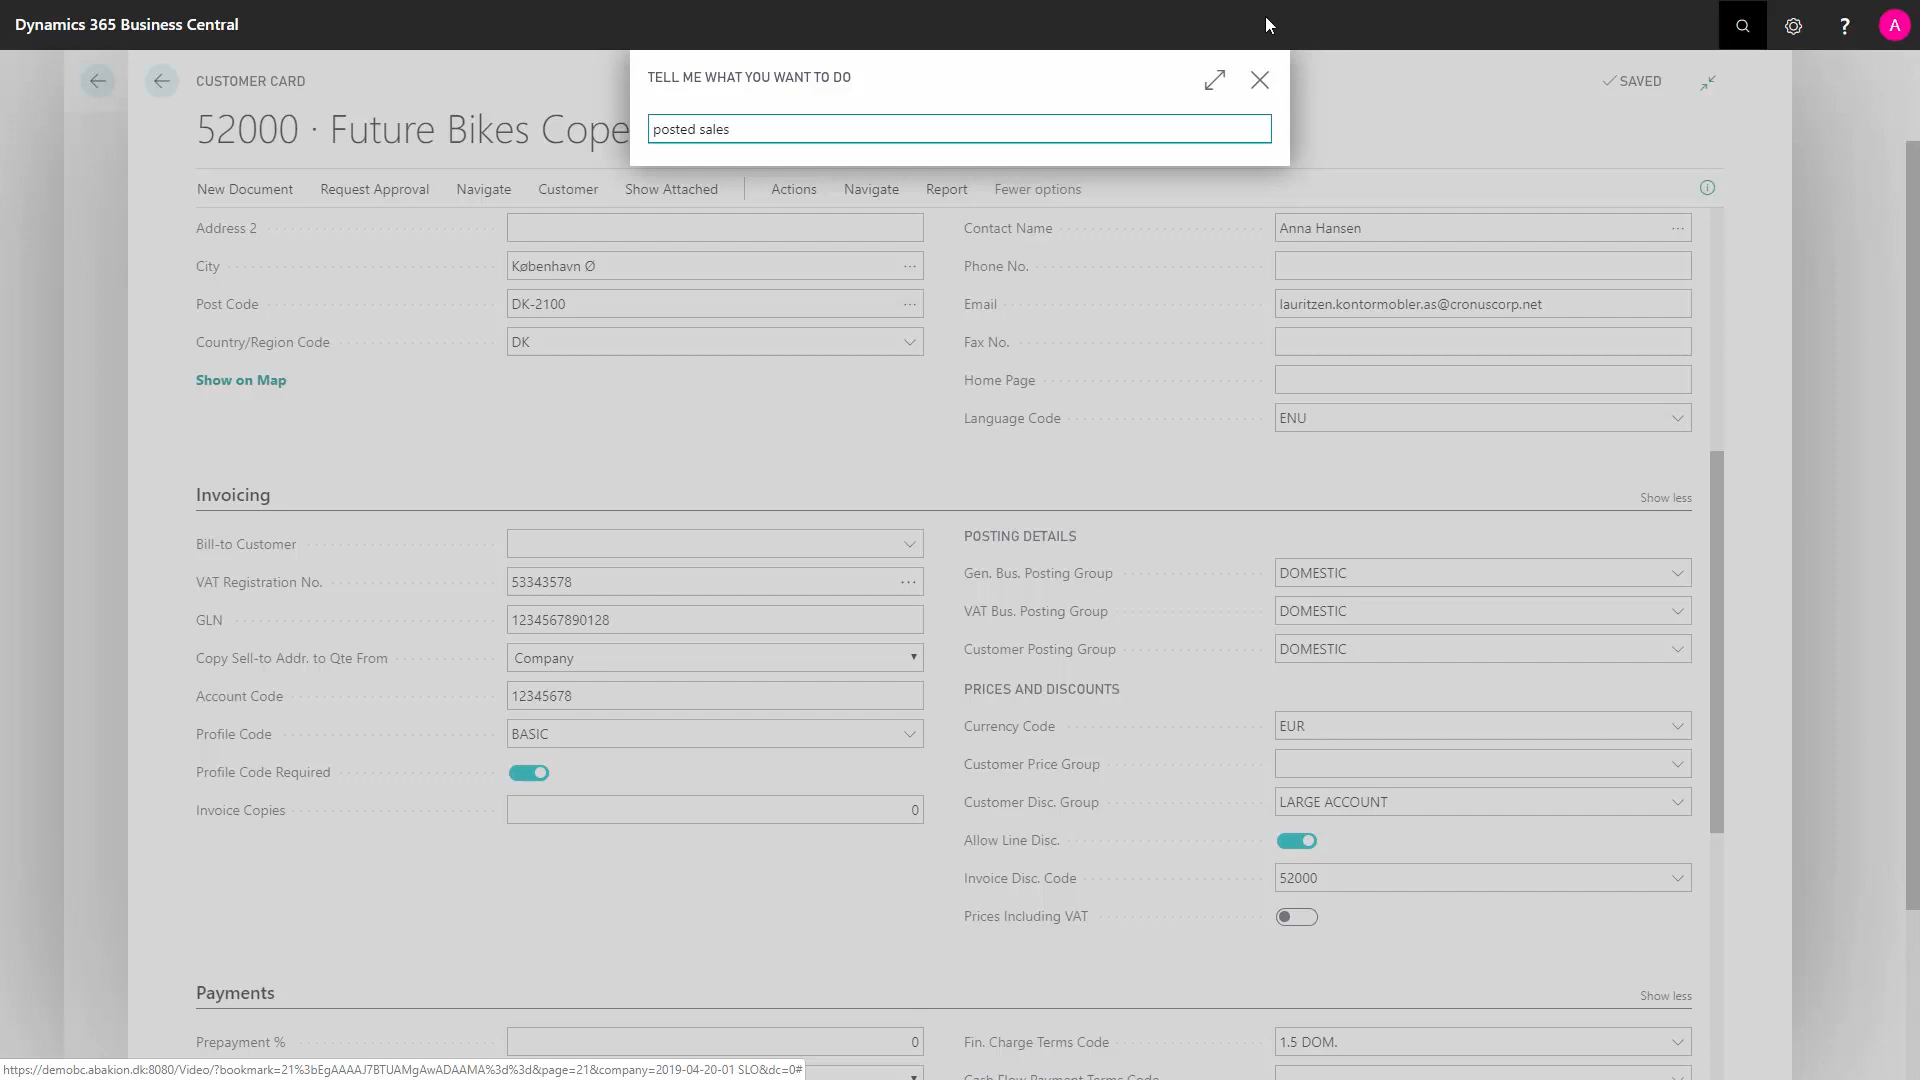 Dynamics 365 Business Central
A
TELL ME WHAT YOU WANT TO DO
posted sales
CUSTOMER CARD
SAVED
52000 · Future Bikes Cope
New Document Request Approval Navigate Customer Show Attached Actions Navigate Report Fewer options
Address 2
City København Ø
Post Code DK-2100
Country/Region Code DK
Show on Map
Contact Name Anna Hansen
Phone No.
Email lauritzen.kontormobler.as@cronuscorp.net
Fax No.
Home Page
Language Code ENU
Invoicing
Show less
Bill-to Customer
VAT Registration No. 53343578
GLN 1234567890128
Copy Sell-to Addr. to Qte From Company
Account Code 12345678
Profile Code BASIC
Profile Code Required
Invoice Copies 0
POSTING DETAILS
Gen. Bus. Posting Group DOMESTIC
VAT Bus. Posting Group DOMESTIC
Customer Posting Group DOMESTIC
PRICES AND DISCOUNTS
Currency Code EUR
Customer Price Group
Customer Disc. Group LARGE ACCOUNT
Allow Line Disc.
Invoice Disc. Code 52000
Prices Including VAT
Payments
Show less
Prepayment % 0
Fin. Charge Terms Code 1.5 DOM.
Cash Flow Payment Terms Code
https://demobc.abakion.dk:8080/Video/?bookmark=21%3bEgAAAAJ7BTUAMgAwADAAMA%3d%3d&page=21&company=2019-04-20-01 SLO&dc=0#